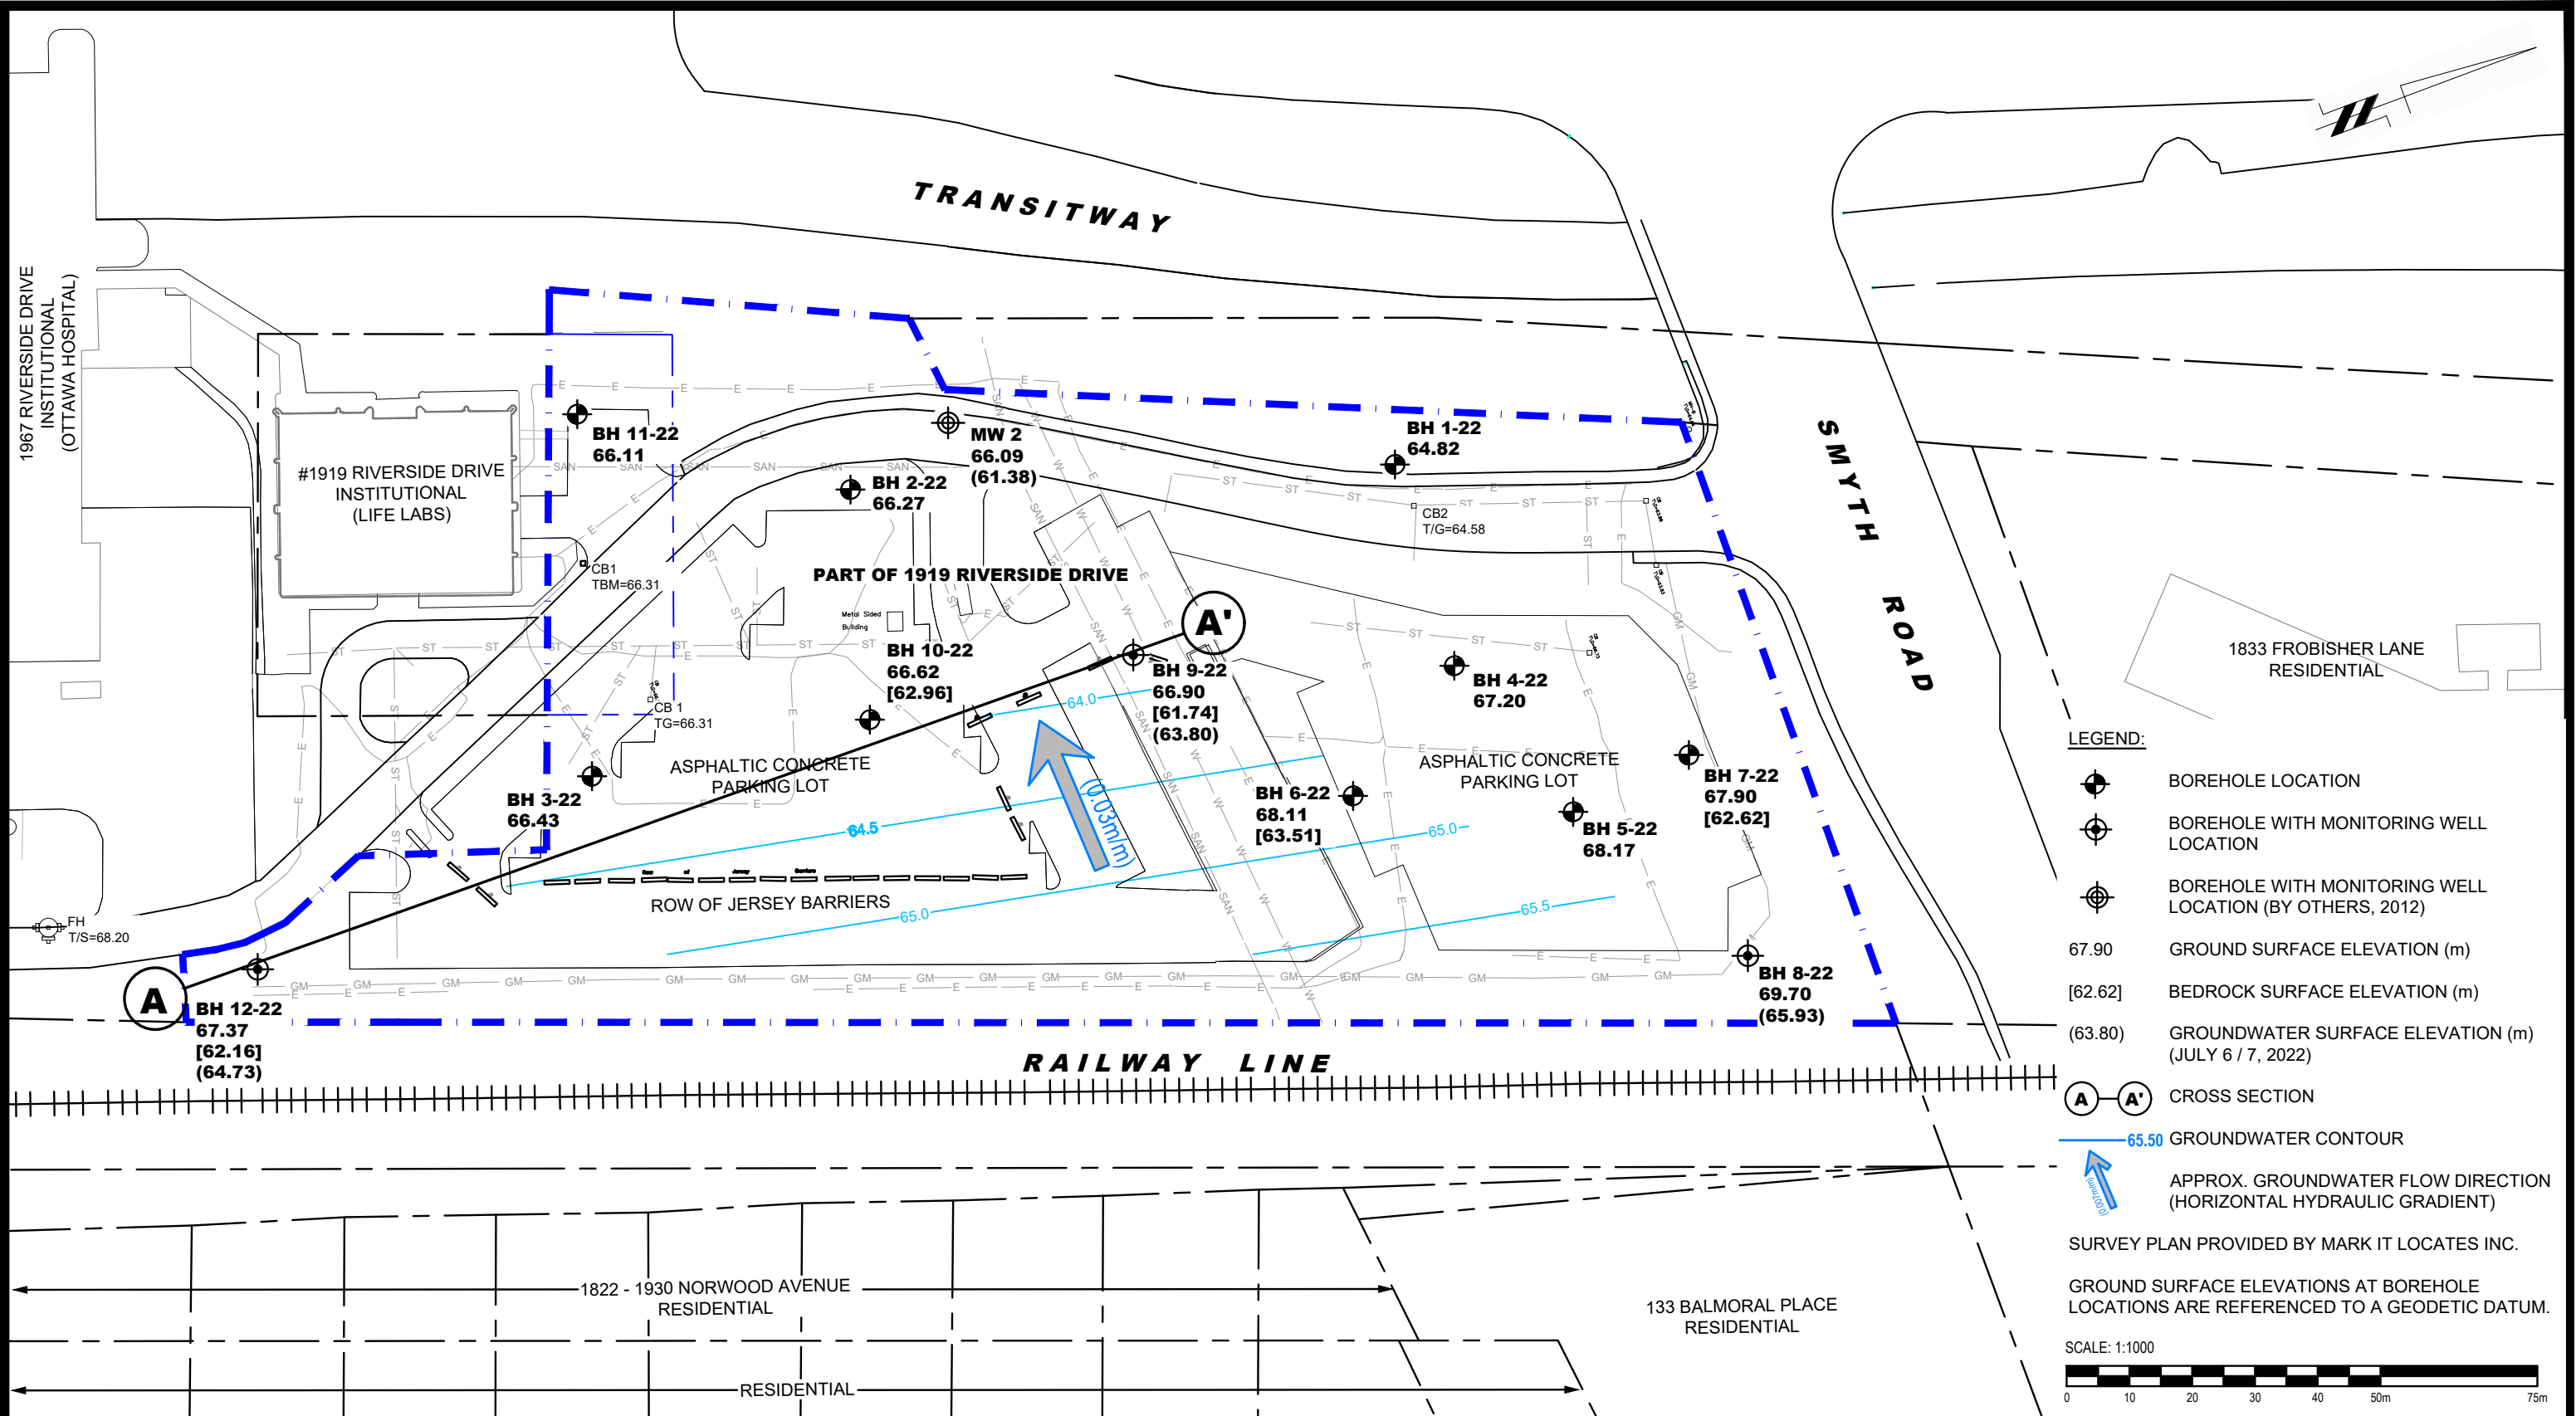 TRANSITWAY
1967 RIVERSIDE DRIVE
INSTITUTIONAL
(OTTAWA HOSPITAL)
#1919 RIVERSIDE DRIVE
INSTITUTIONAL
(LIFE LABS)
BH 11-22
66.11
MW 2
66.09
(61.38)
BH 2-22
66.27
BH 1-22
64.82
CB2
T/G=64.58
SMYTH ROAD
CB1
TBM=66.31
PART OF 1919 RIVERSIDE DRIVE
Metal Sided
Building
A'
BH 10-22
66.62
[62.96]
BH 9-22
66.90
[61.74]
(63.80)
BH 4-22
67.20
1833 FROBISHER LANE
RESIDENTIAL
CB 1
TG=66.31
64.0
ASPHALTIC CONCRETE
PARKING LOT
ASPHALTIC CONCRETE
PARKING LOT
BH 3-22
66.43
64.5
(0.03m/m)
BH 6-22
68.11
[63.51]
BH 5-22
68.17
BH 7-22
67.90
[62.62]
65.0
Row of Jersey Barriers
ROW OF JERSEY BARRIERS
65.0
65.5
FH
T/S=68.20
A
BH 12-22
67.37
[62.16]
(64.73)
BH 8-22
69.70
(65.93)
RAILWAY LINE
1822 - 1930 NORWOOD AVENUE
RESIDENTIAL
RESIDENTIAL
133 BALMORAL PLACE
RESIDENTIAL
LEGEND:
BOREHOLE LOCATION
BOREHOLE WITH MONITORING WELL
LOCATION
BOREHOLE WITH MONITORING WELL
LOCATION (BY OTHERS, 2012)
67.90 GROUND SURFACE ELEVATION (m)
[62.62] BEDROCK SURFACE ELEVATION (m)
(63.80) GROUNDWATER SURFACE ELEVATION (m)
(JULY 6 / 7, 2022)
A A' CROSS SECTION
65.50 GROUNDWATER CONTOUR
APPROX. GROUNDWATER FLOW DIRECTION
(HORIZONTAL HYDRAULIC GRADIENT)
(0.007m/m)
SURVEY PLAN PROVIDED BY MARK IT LOCATES INC.
GROUND SURFACE ELEVATIONS AT BOREHOLE
LOCATIONS ARE REFERENCED TO A GEODETIC DATUM.
SCALE: 1:1000
0 10 20 30 40 50m 75m